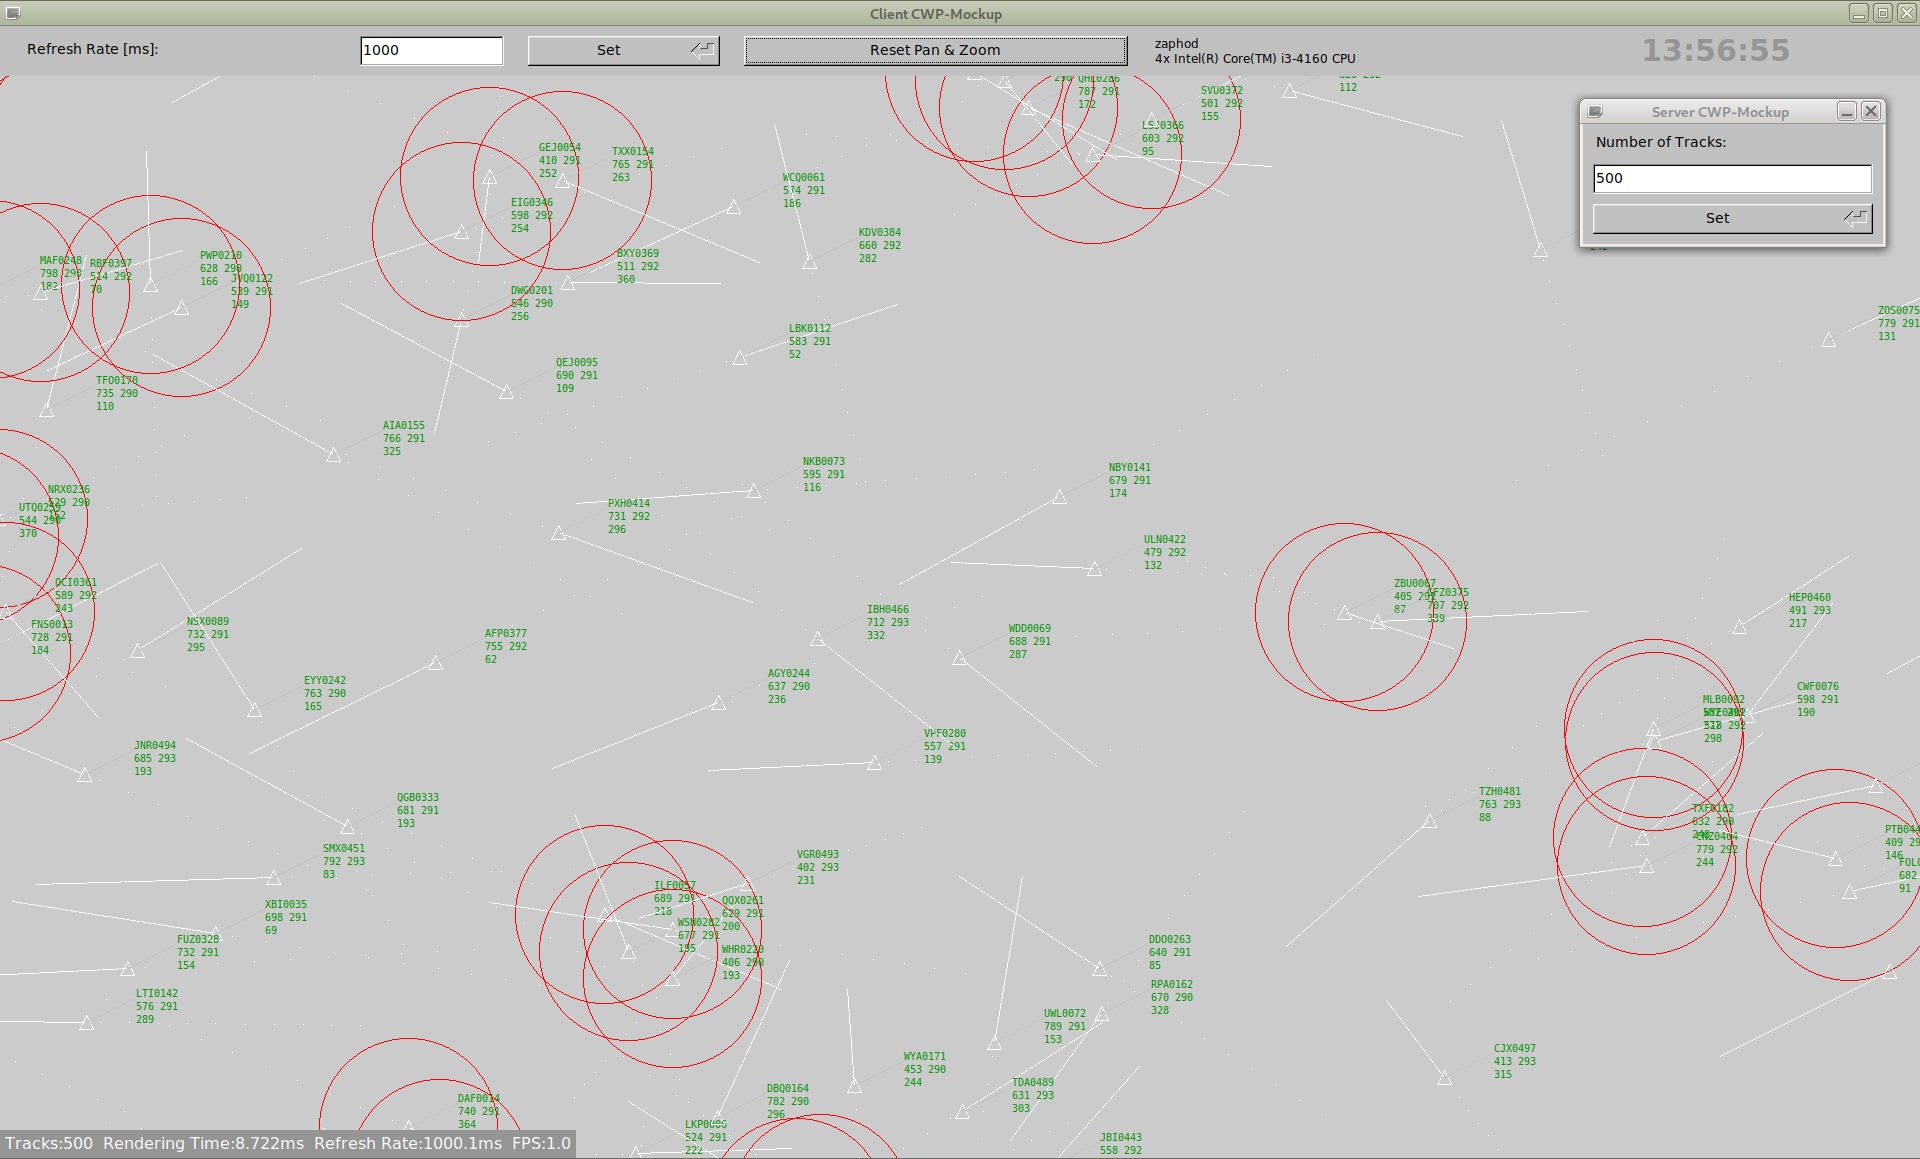 Client CWP-Mockup
Refresh Rate [ms]:
1000
Set
Reset Pan & Zoom
zaphod
4x Intel(R) Core(TM) i3-4160 CPU
13:56:55
Server CWP-Mockup
Number of Tracks:
500
Set
787 291
172
SVU0372
501 292
155
112
603 292
95
GEJ0054
410 291
252
TXX0154
765 291
263
WCQ0061
574 291
186
EIG0346
598 292
254
KDV0384
660 292
282
BXY0369
511 292
360
MAF0248
798 292
182
RBF0397
514 292
70
PWP0210
628 290
166
JVQ0122
539 291
149
DWG0201
546 290
256
ZOS0075
779 291
131
LBK0112
583 291
52
QEJ0095
690 291
109
TFO0170
735 290
110
AIA0155
766 291
325
NKB0073
595 291
116
NBY0141
679 291
174
NRX0236
529 290
152
UTQ0259
544 290
370
PXH0414
731 292
296
ULN0422
479 292
132
OCI0361
589 292
243
ZBU0067
405 291
87
707 292
339
HEP0460
491 293
217
FNS0013
728 291
184
NSX0089
732 291
295
IBH0466
712 293
332
AFP0377
755 292
62
WDD0069
688 291
287
EYY0242
763 290
165
AGY0244
637 290
236
CWF0076
598 291
190
MLB0092
298
VPF0280
557 291
139
JNR0494
685 293
193
QGB0333
681 291
193
TZH0481
763 293
88
TXF0182
632 290
779 292
244
PTB044
409 29
146
682
91
SMX0451
792 293
83
VGR0493
402 293
231
ILF0057
689 291
218
OQX0261
629 291
200
XBI0035
698 291
69
WSN0282
677 291
195
FUZ0328
732 291
154
WHR0220
406 290
193
DDO0263
640 291
85
RPA0162
670 290
328
LTI0142
576 291
289
UWL0072
789 291
153
WYA0171
453 290
244
CJX0497
413 293
315
TDA0489
631 293
303
DBQ0164
782 290
296
DAF0014
740 291
364
524 291
222
JBI0443
558 292
Tracks:500 Rendering Time:8.722ms Refresh Rate:1000.1ms FPS:1.0